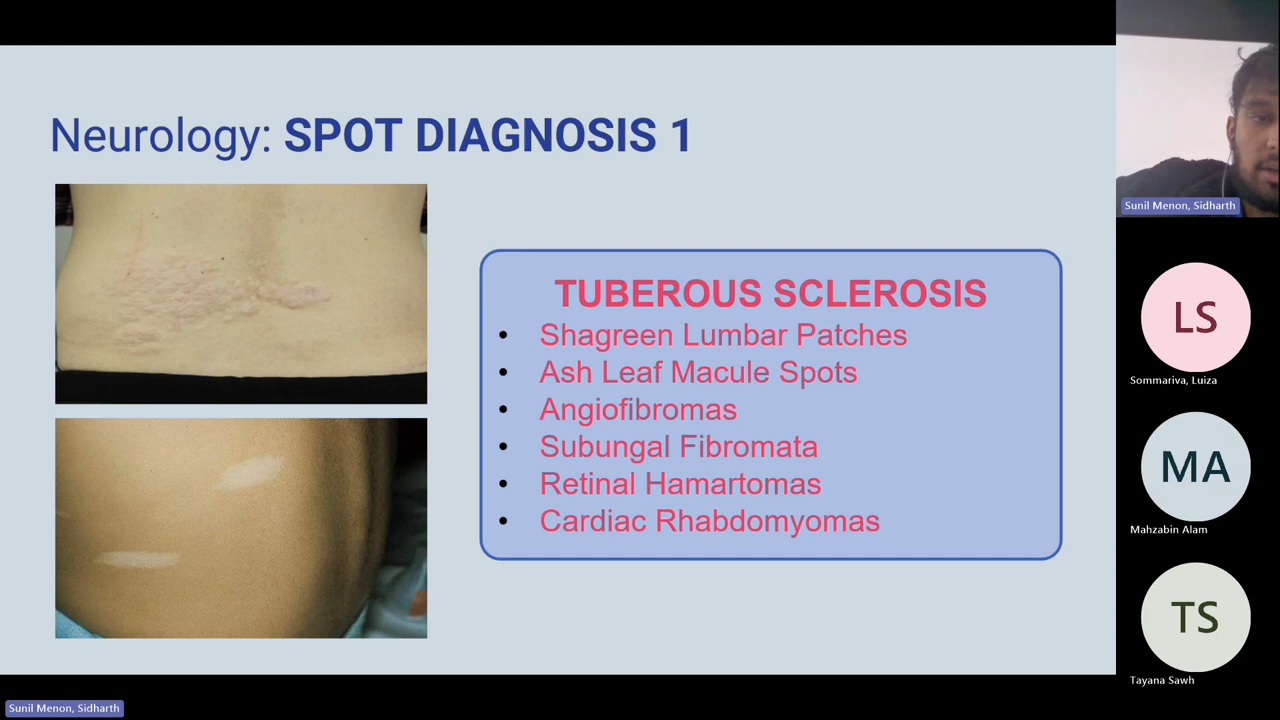 Neurology: SPOT DIAGNOSIS 1
TUBEROUS SCLEROSIS
• Shagreen Lumbar Patches
• Ash Leaf Macule Spots
• Angiofibromas
• Subungal Fibromata
• Retinal Hamartomas
• Cardiac Rhabdomyomas
Sunil Menon, Sidharth
LS
Sommariva, Luiza
MA
Mahzabin Alam
TS
Tayana Sawh
Sunil Menon, Sidharth